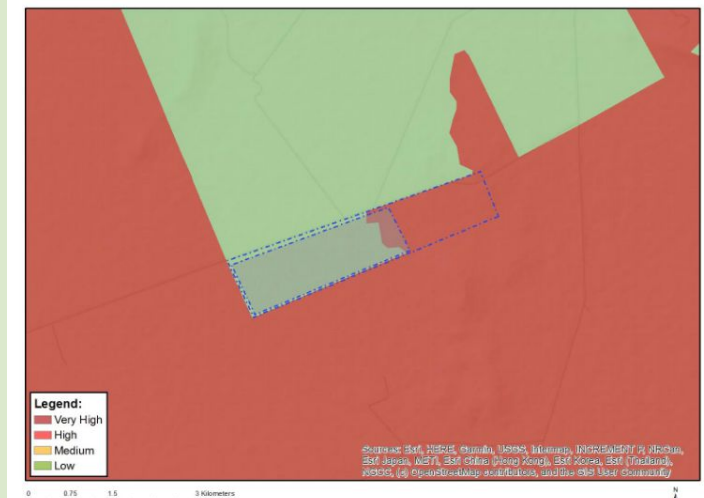 Legend:
Very High
High
Medium
Low
Sources: Esri, HERE, Garmin, USGS, Intermap, INCREMENT P, NRCan,
Esri Japan, METI, Esri China (Hong Kong), Esri Korea, Esri (Thailand),
NGCC, (c) OpenStreetMap contributors, and the GIS User Community
0 0.75 1.5 3 Kilometers
N